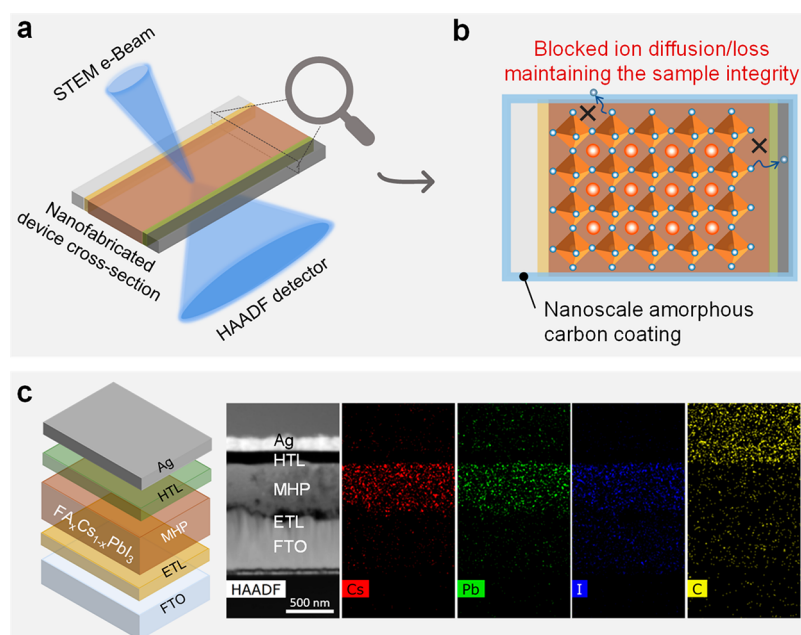 a
STEM e-Beam
Nanofabricated
device cross-section
HAADF detector
b
Blocked ion diffusion/loss
maintaining the sample integrity
Nanoscale amorphous
carbon coating
c
Ag
HTL
FAxCs1-xPbI3
MHP
ETL
FTO
Ag
HTL
MHP
ETL
FTO
HAADF
500 nm
Cs
Pb
I
C